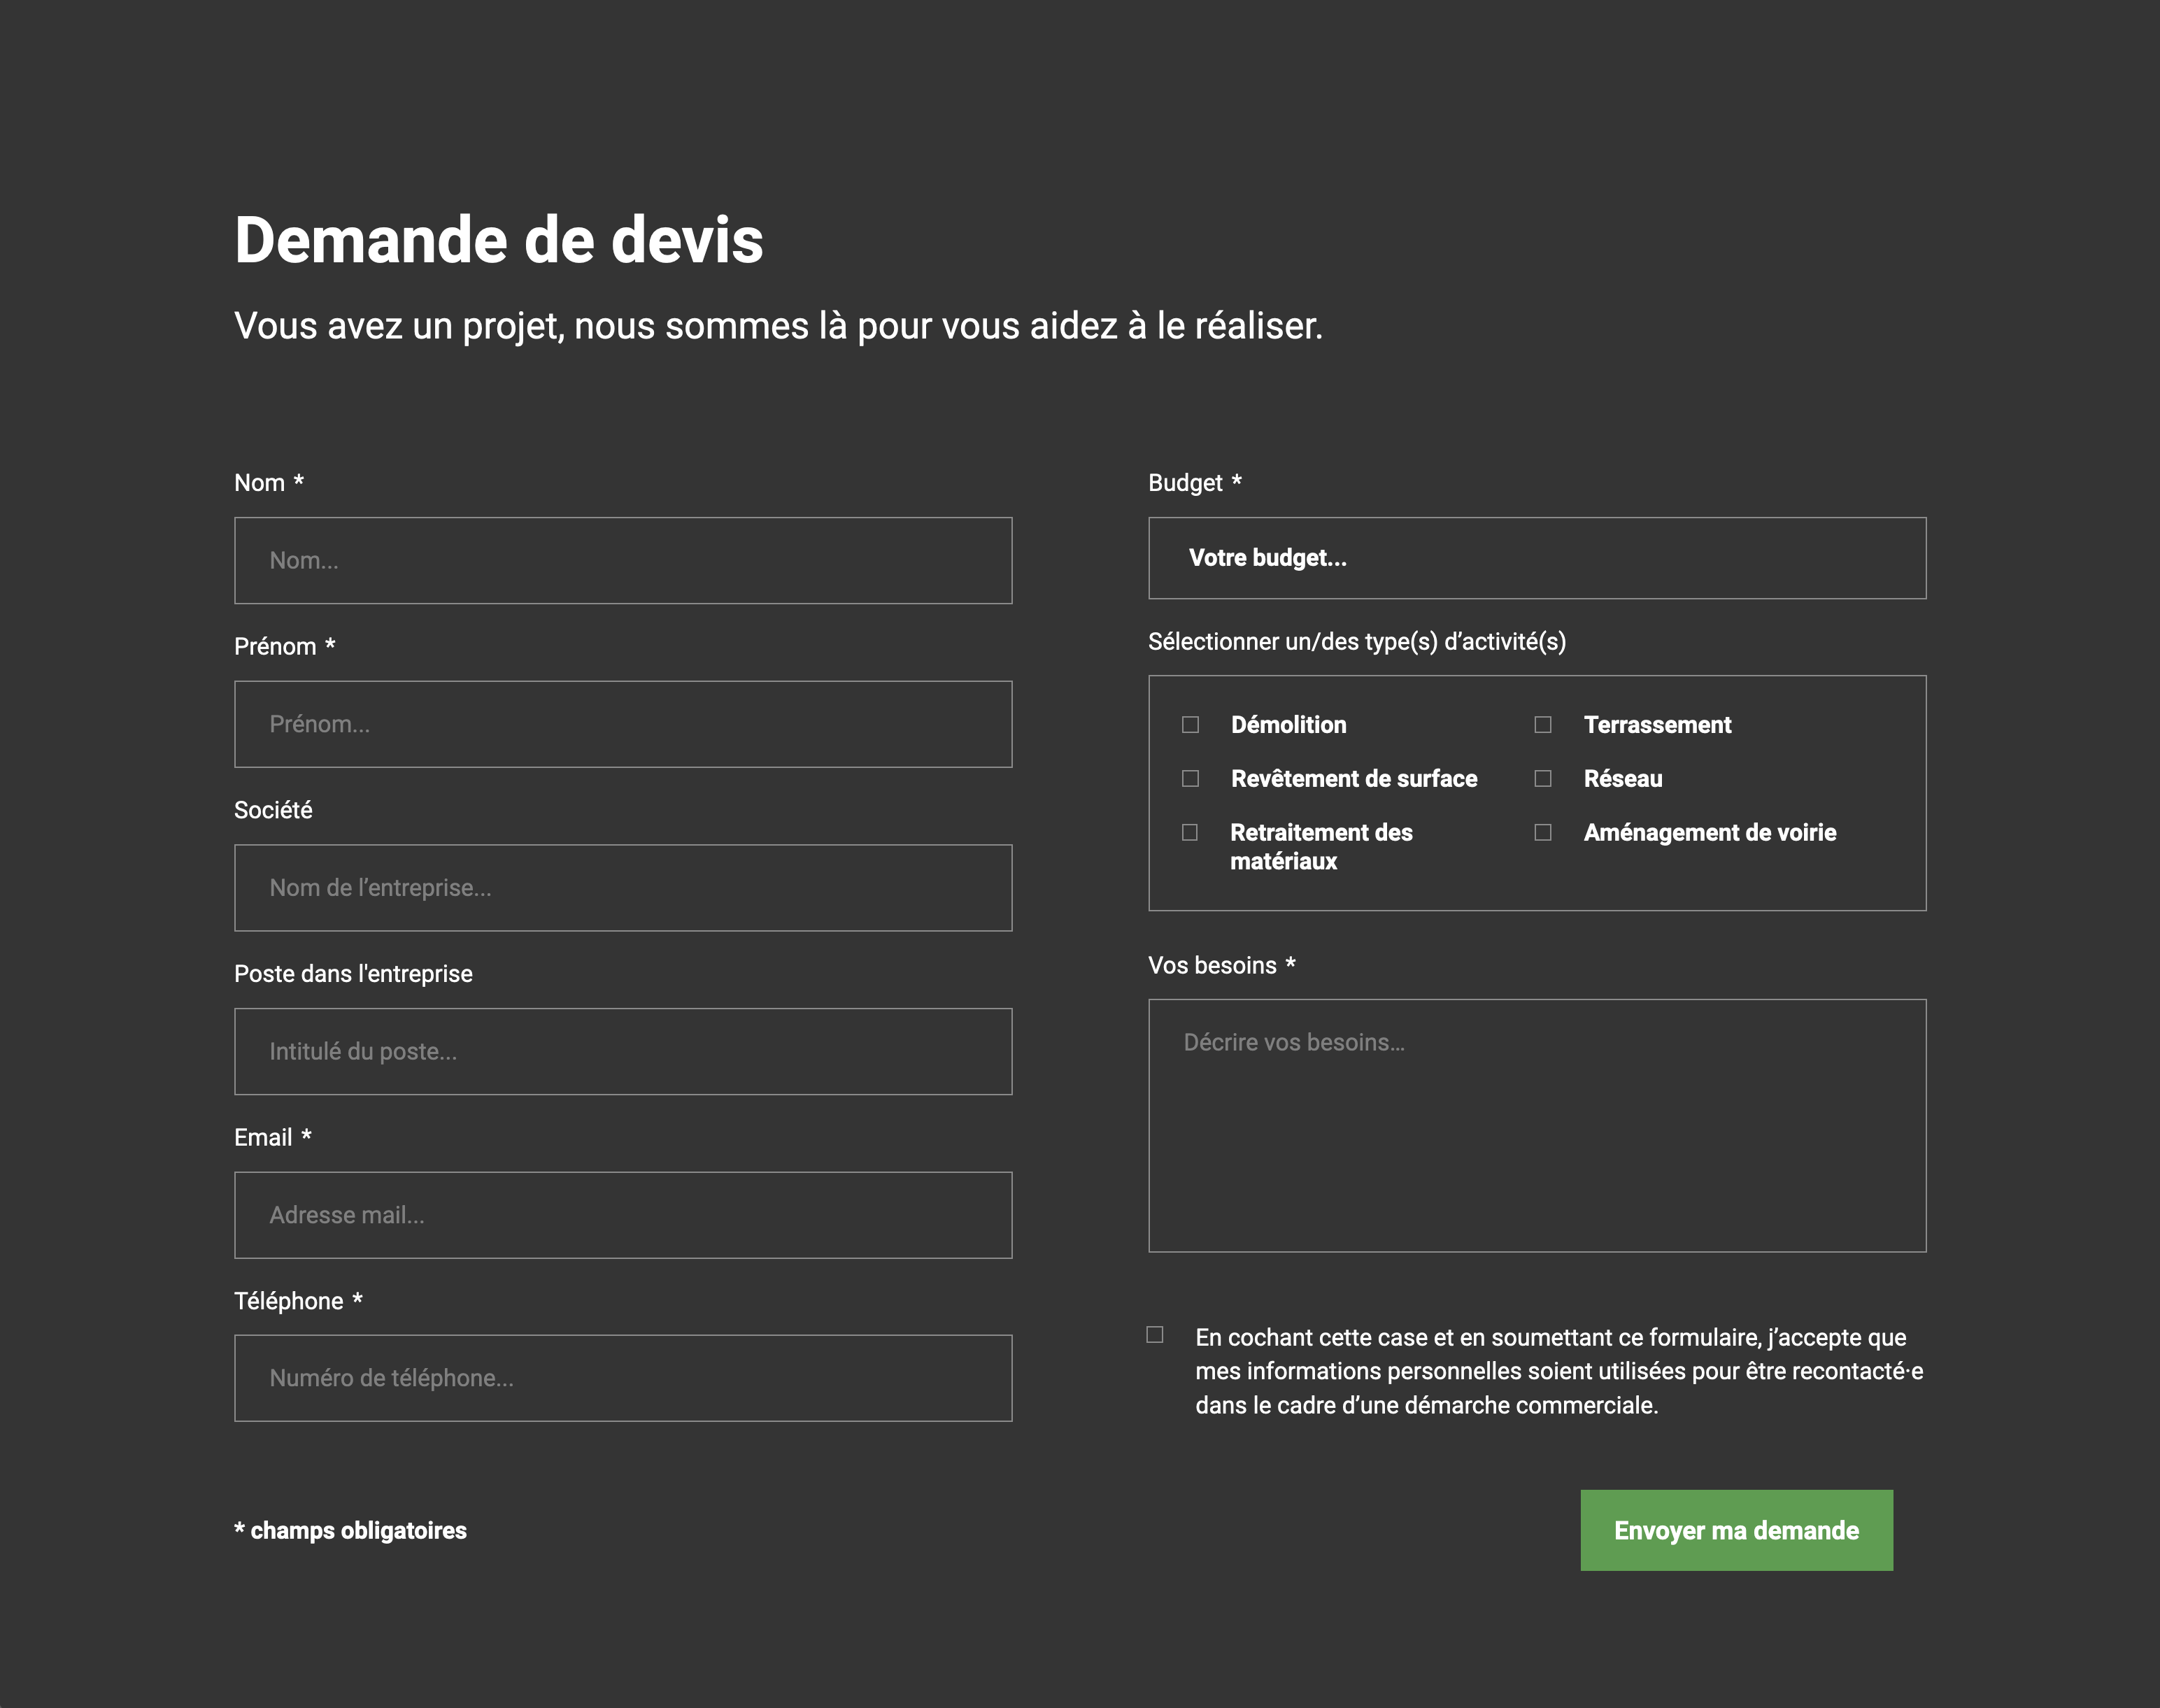 Demande de devis
Vous avez un projet, nous sommes là pour vous aidez à le réaliser.
Nom *
Nom...
Prénom *
Prénom...
Société
Nom de l’entreprise...
Poste dans l'entreprise
Intitulé du poste...
Email *
Adresse mail...
Téléphone *
Numéro de téléphone...
* champs obligatoires
Budget *
Votre budget...
Sélectionner un/des type(s) d’activité(s)
Démolition
Terrassement
Revêtement de surface
Réseau
Retraitement des
matériaux
Aménagement de voirie
Vos besoins *
Décrire vos besoins...
En cochant cette case et en soumettant ce formulaire, j’accepte que
mes informations personnelles soient utilisées pour être recontacté·e
dans le cadre d’une démarche commerciale.
Envoyer ma demande